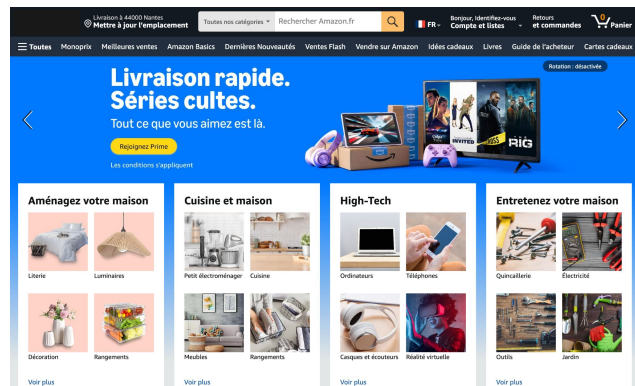 Livraison à 44000 Nantes
Mettre à jour l'emplacement
Toutes nos catégories
Rechercher Amazon.fr
FR
Bonjour, Identifiez-vous
Compte et listes
Retours
et commandes
0
Panier
Toutes Monoprix Meilleures ventes Amazon Basics Dernières Nouveautés Ventes Flash Vendre sur Amazon Idées cadeaux Livres Guide de l'acheteur Cartes cadeaux
Rotation : désactivée
Livraison rapide.
Séries cultes.
Tout ce que vous aimez est là.
Rejoignez Prime
Les conditions s'appliquent
INVITED
RIG
Aménagez votre maison
Literie Luminaires
Décoration Rangements
Voir plus
Cuisine et maison
Petit électroménager Cuisine
Meubles Rangements
Voir plus
High-Tech
Ordinateurs Téléphones
Casques et écouteurs Réalité virtuelle
Voir plus
Entretenez votre maison
Quincaillerie Électricité
Outils Jardin
Voir plus